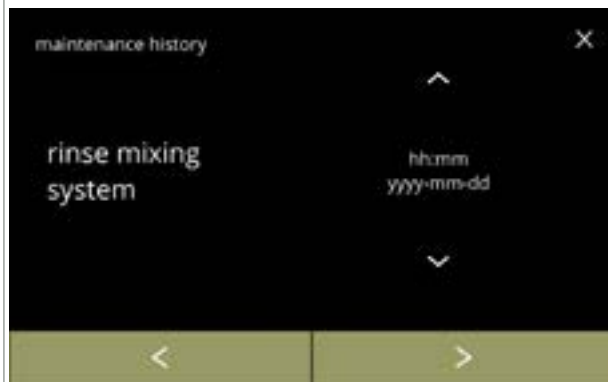 maintenance history
rinse mixing
system
hh:mm
yyyy-mm-dd